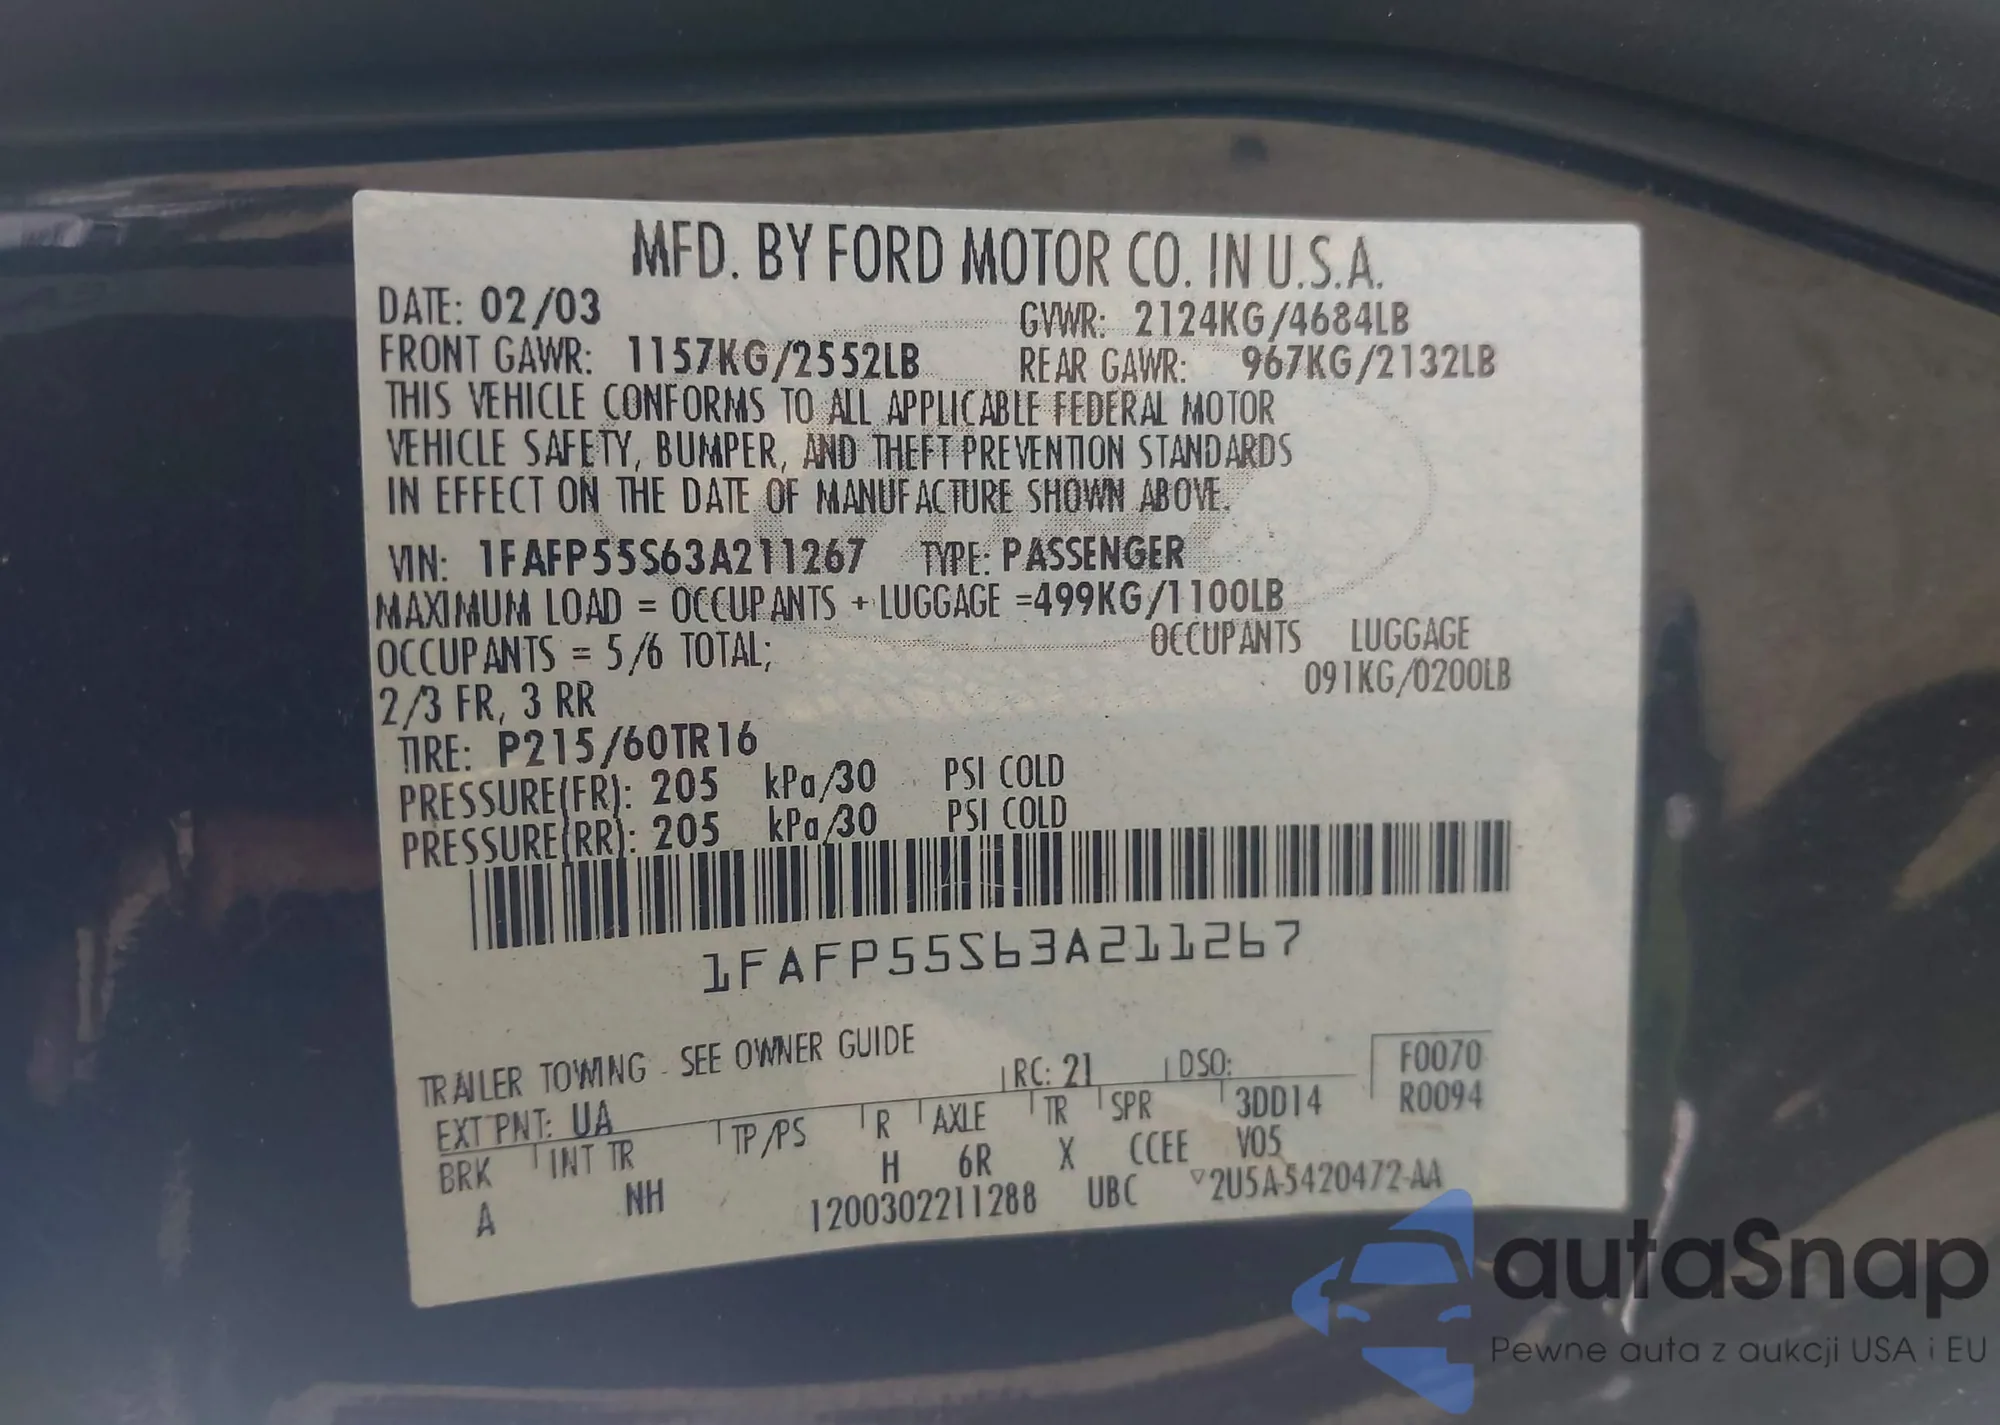 MFD. BY FORD MOTOR CO. IN U.S.A.
DATE: 02/03 GVWR: 2124KG/4684LB
FRONT GAWR: 1157KG/2552LB REAR GAWR: 967KG/2132LB
THIS VEHICLE CONFORMS TO ALL APPLICABLE FEDERAL MOTOR
VEHICLE SAFETY, BUMPER, AND THEFT PREVENTION STANDARDS
IN EFFECT ON THE DATE OF MANUFACTURE SHOWN ABOVE.
VIN: 1FAFP55S63A211267 TYPE: PASSENGER
MAXIMUM LOAD = OCCUPANTS + LUGGAGE =499KG/1100LB
OCCUPANTS = 5/6 TOTAL; OCCUPANTS LUGGAGE
2/3 FR, 3 RR 091KG/0200LB
TIRE: P215/60TR16
PRESSURE(FR): 205 kPa/30 PSI COLD
PRESSURE(RR): 205 kPa/30 PSI COLD
1FAFP55S63A211267
TRAILER TOWING - SEE OWNER GUIDE
EXT PNT: UA RC: 21 DSO: F0070
BRK INT TR TP/PS R AXLE TR SPR 3DD14 R0094
A NH H 6R X CCEE V05
1200302211288 UBC ▽2U5A-5420472-AA
autaSnap
Pewne auta z aukcji USA i EU